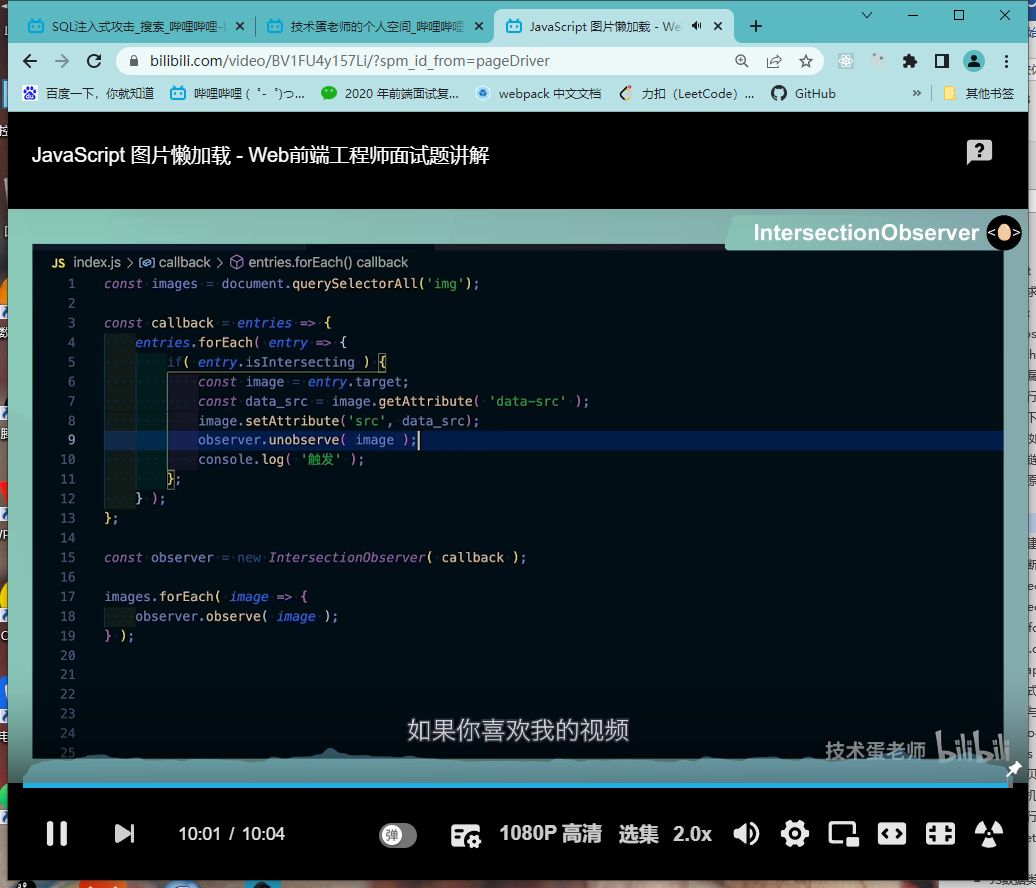 SQL注入式攻击_搜索_哔哩哔哩-
技术蛋老师的个人空间_哔哩哔哩
JavaScript 图片懒加载 - We
bilibili.com/video/BV1FU4y157Li/?spm_id_from=pageDriver
百度一下，你就知道
哔哩哔哩 ( ゜- ゜)つ...
2020 年前端面试复...
webpack 中文文档
力扣（LeetCode）...
GitHub
»
其他书签
JavaScript 图片懒加载 - Web前端工程师面试题讲解
?
IntersectionObserver <>
JS index.js > callback > entries.forEach() callback
1 const images = document.querySelectorAll('img');
2
3 const callback = entries => {
4 entries.forEach( entry => {
5 if( entry.isIntersecting ) {
6 const image = entry.target;
7 const data_src = image.getAttribute( 'data-src' );
8 image.setAttribute('src', data_src);
9 observer.unobserve( image );
10 console.log( '触发' );
11 };
12 } );
13 };
14
15 const observer = new IntersectionObserver( callback );
16
17 images.forEach( image => {
18 observer.observe( image );
19 } );
20
21
22
23
24
25
如果你喜欢我的视频
技术蛋老师 bilibili
10:01 / 10:04
弹
1080P 高清
选集
2.0x